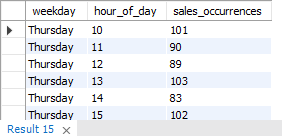 weekday hour_of_day sales_occurrences
Thursday 10 101
Thursday 11 90
Thursday 12 89
Thursday 13 103
Thursday 14 83
Thursday 15 102
Result 15 ×